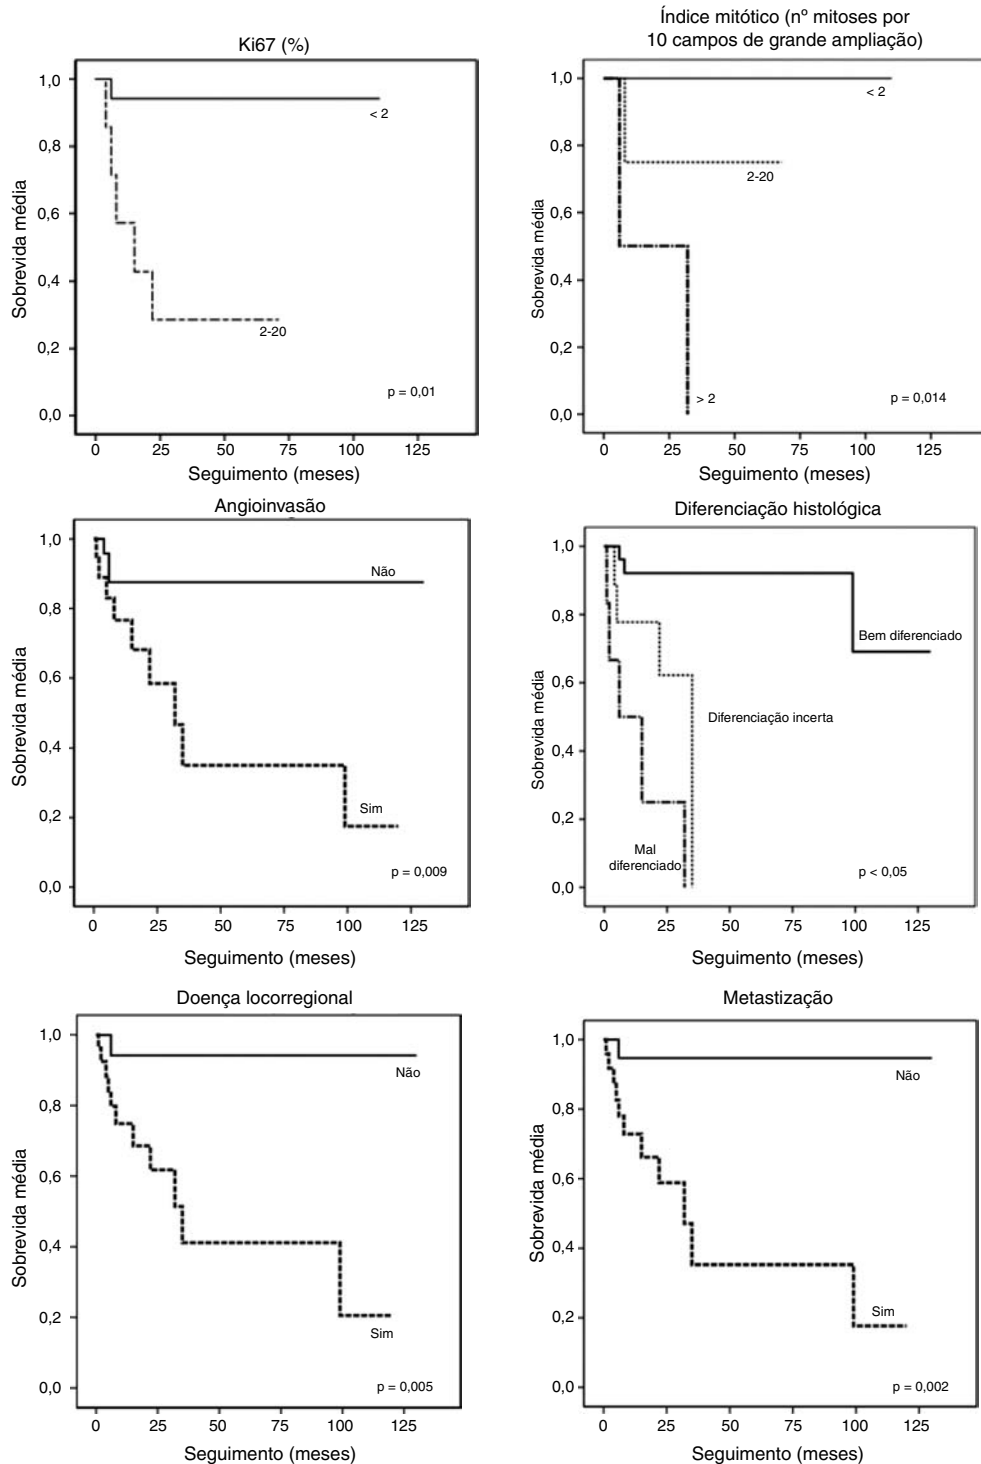 Ki67 (%)
1,0
0,8
0,6
0,4
0,2
0,0
Sobrevida média
< 2
2-20
p = 0,01
0 25 50 75 100 125
Seguimento (meses)
Índice mitótico (nº mitoses por
10 campos de grande ampliação)
1,0
0,8
0,6
0,4
0,2
0,0
Sobrevida média
< 2
2-20
> 2
p = 0,014
0 25 50 75 100 125
Seguimento (meses)
Angioinvasão
1,0
0,8
0,6
0,4
0,2
0,0
Sobrevida média
Não
Sim
p = 0,009
0 25 50 75 100 125
Seguimento (meses)
Diferenciação histológica
1,0
0,8
0,6
0,4
0,2
0,0
Sobrevida média
Bem diferenciado
Diferenciação incerta
Mal
diferenciado
p < 0,05
0 25 50 75 100 125
Seguimento (meses)
Doença locorregional
1,0
0,8
0,6
0,4
0,2
0,0
Sobrevida média
Não
Sim
p = 0,005
0 25 50 75 100 125
Seguimento (meses)
Metastização
1,0
0,8
0,6
0,4
0,2
0,0
Sobrevida média
Não
Sim
p = 0,002
0 25 50 75 100 125
Seguimento (meses)